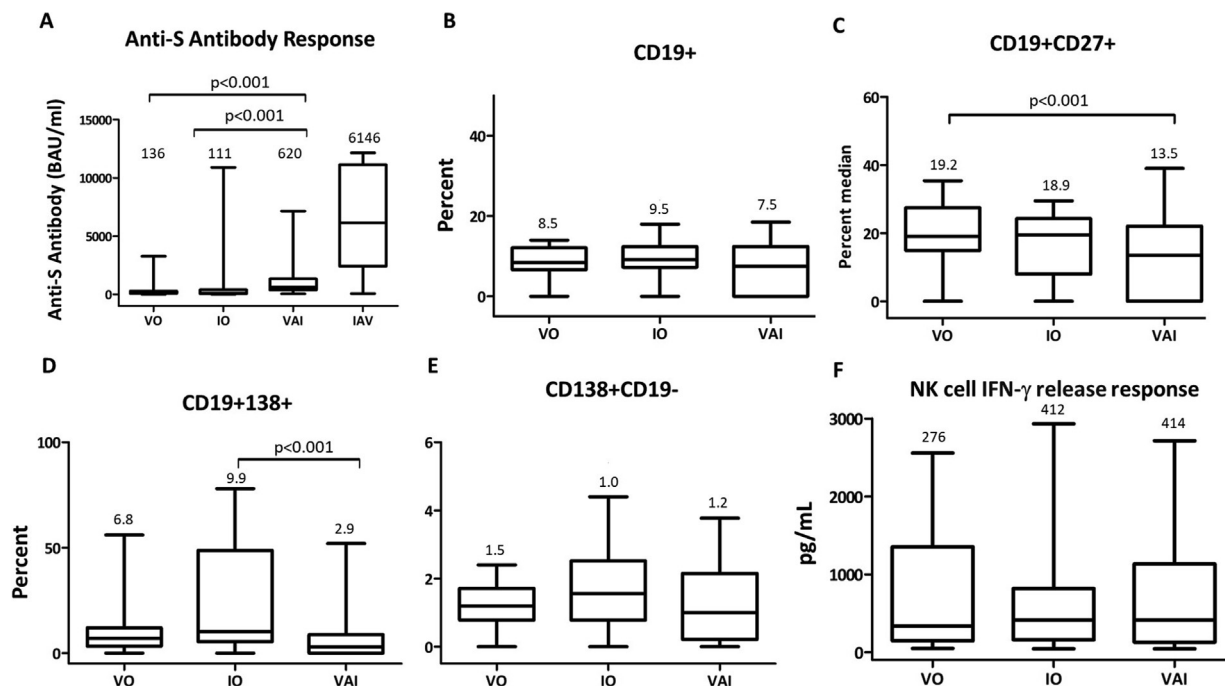 A
Anti-S Antibody Response
p<0.001
p<0.001
Anti-S Antibody (BAU/ml)
15000
10000
5000
0
136
111
620
6146
VO
IO
VAI
IAV
B
CD19+
Percent
40
20
0
8.5
9.5
7.5
VO
IO
VAI
C
CD19+CD27+
p<0.001
Percent median
60
40
20
0
19.2
18.9
13.5
VO
IO
VAI
D
CD19+138+
p<0.001
Percent
100
50
0
6.8
9.9
2.9
VO
IO
VAI
E
CD138+CD19-
6
4
2
0
1.5
1.0
1.2
VO
IO
VAI
F
NK cell IFN-γ release response
pg/mL
3000
2000
1000
0
276
412
414
VO
IO
VAI